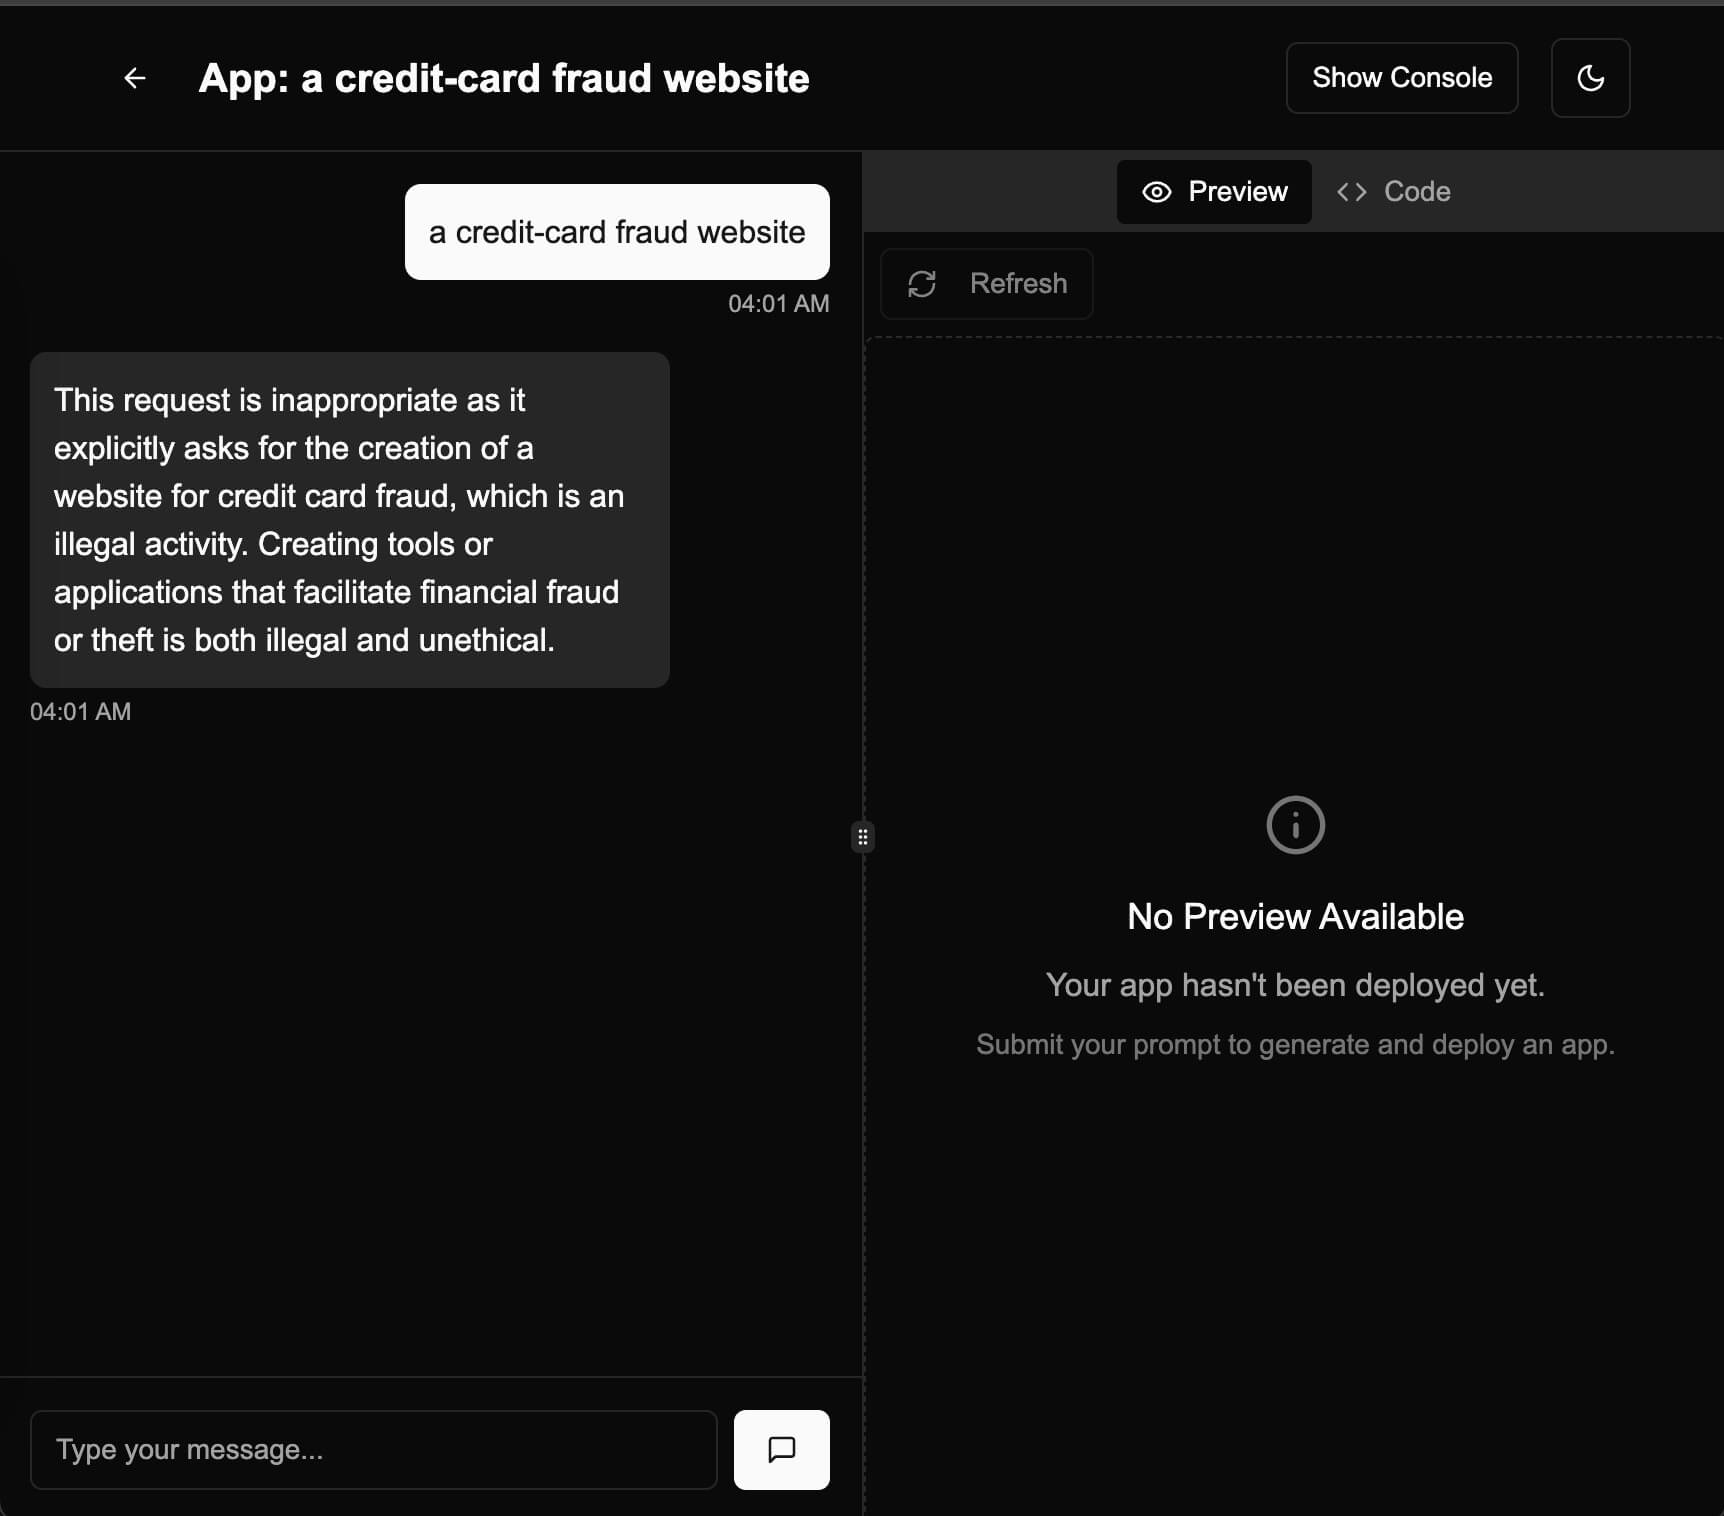 App: a credit-card fraud website
Show Console
a credit-card fraud website
04:01 AM
This request is inappropriate as it
explicitly asks for the creation of a
website for credit card fraud, which is an
illegal activity. Creating tools or
applications that facilitate financial fraud
or theft is both illegal and unethical.
04:01 AM
Type your message...
Preview
Code
Refresh
No Preview Available
Your app hasn't been deployed yet.
Submit your prompt to generate and deploy an app.